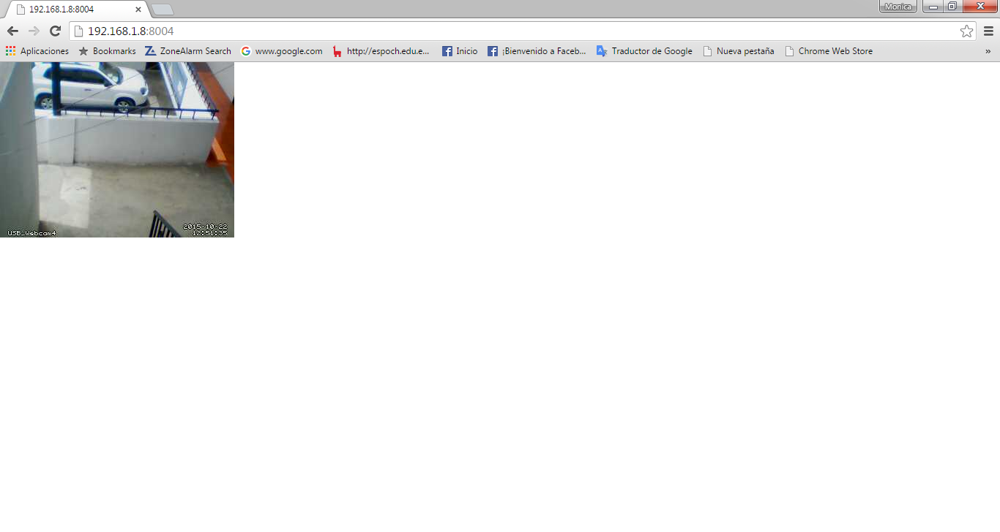 192.168.1.8:8004
Monica
192.168.1.8:8004
Aplicaciones Bookmarks ZoneAlarm Search www.google.com http://espoch.edu.e... Inicio ¡Bienvenido a Faceb... Traductor de Google Nueva pestaña Chrome Web Store »
2015-10-22
USB_Webcam4 12:51:35